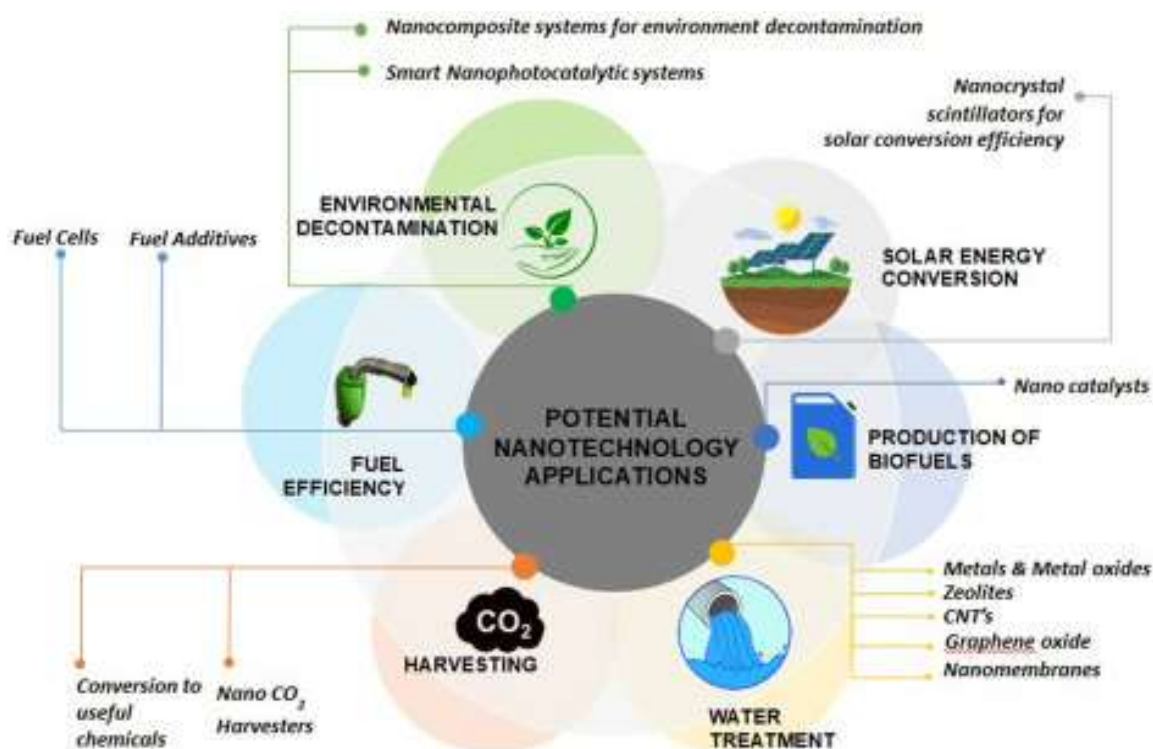 Nanocomposite systems for environment decontamination
Smart Nanophotocatalytic systems
Nanocrystal
scintillators for
solar conversion efficiency
ENVIRONMENTAL
DECONTAMINATION
Fuel Cells
Fuel Additives
SOLAR ENERGY
CONVERSION
Nano catalysts
POTENTIAL
NANOTECHNOLOGY
APPLICATIONS
PRODUCTION OF
BIOFUELS
FUEL
EFFICIENCY
Metals & Metal oxides
Zeolites
CNT's
Graphene oxide
Nanomembranes
CO₂
HARVESTING
Conversion to
useful
chemicals
Nano CO₂
Harvesters
WATER
TREATMENT